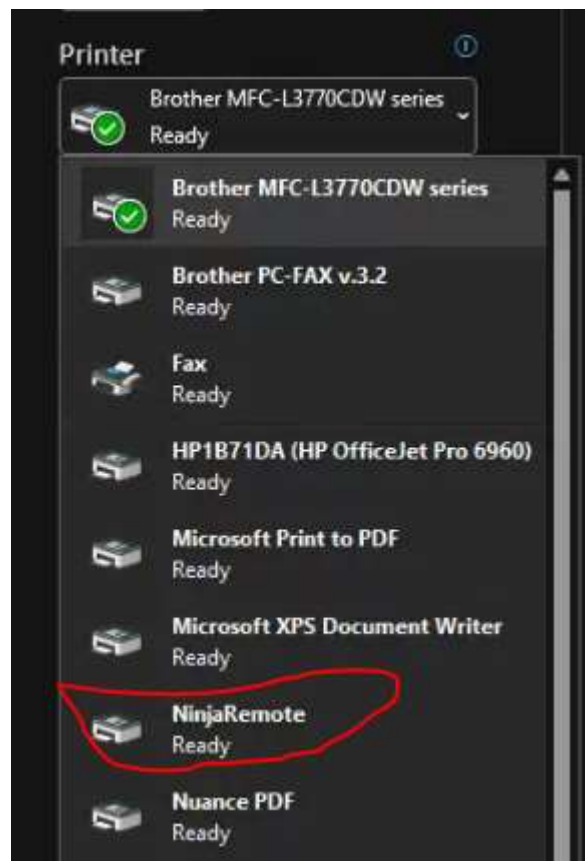 Printer
Brother MFC-L3770CDW series
Ready
Brother MFC-L3770CDW series
Ready
Brother PC-FAX v.3.2
Ready
Fax
Ready
HP1B71DA (HP OfficeJet Pro 6960)
Ready
Microsoft Print to PDF
Ready
Microsoft XPS Document Writer
Ready
NinjaRemote
Ready
Nuance PDF
Ready